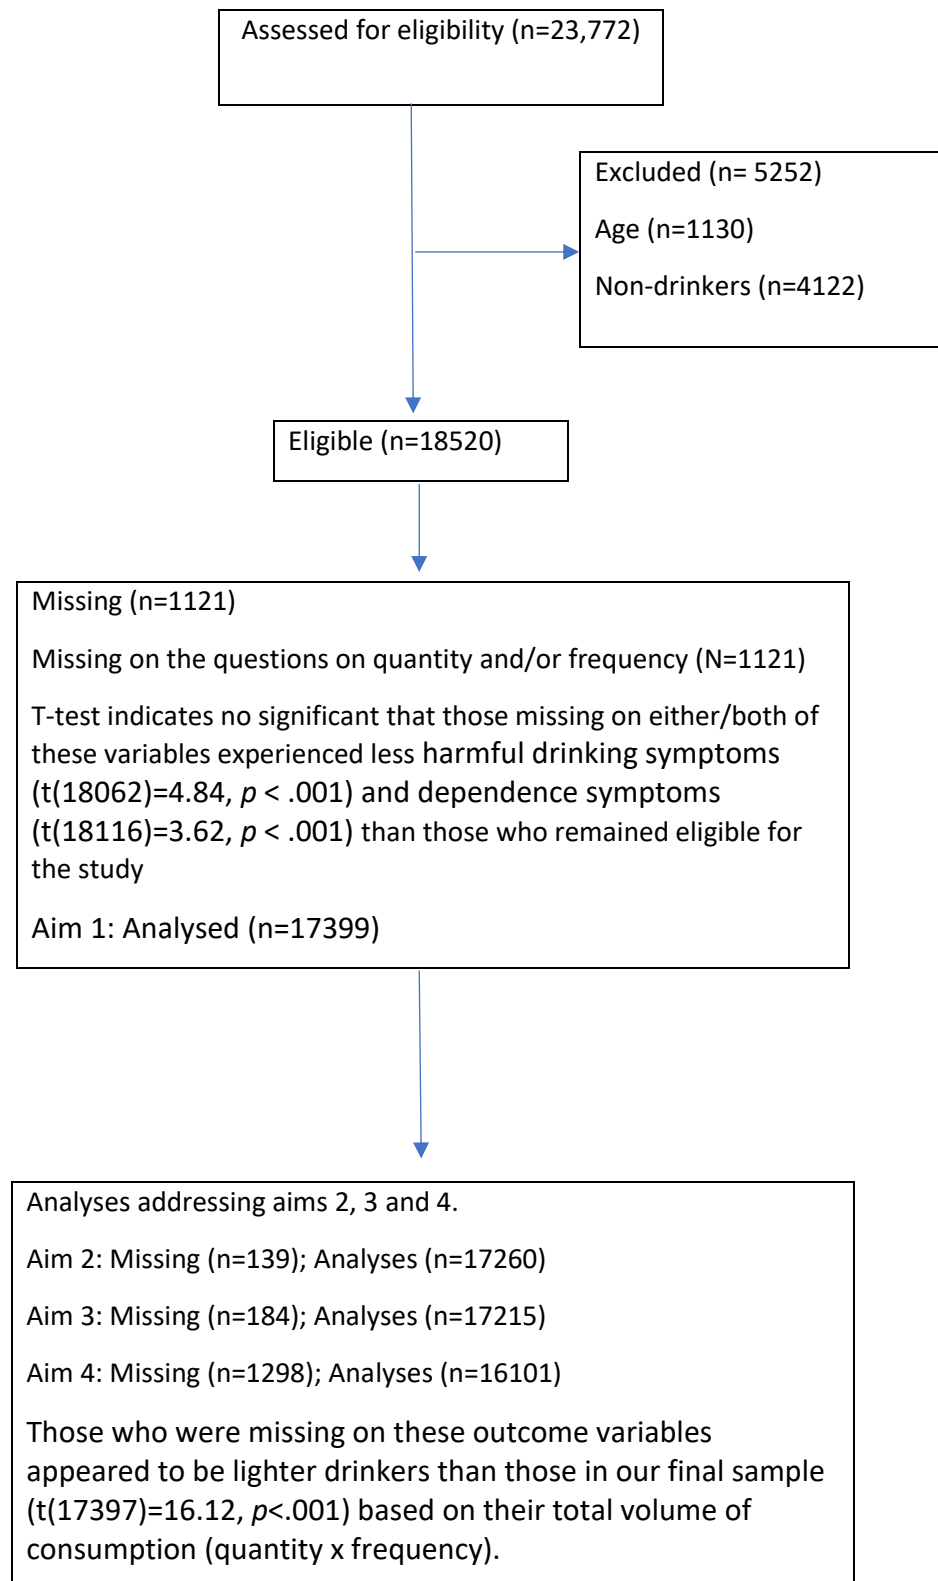 Assessed for eligibility (n=23,772)
Excluded (n= 5252)
Age (n=1130)
Non-drinkers (n=4122)
Eligible (n=18520)
Missing (n=1121)
Missing on the questions on quantity and/or frequency (N=1121)
T-test indicates no significant that those missing on either/both of
these variables experienced less harmful drinking symptoms
(t(18062)=4.84, p < .001) and dependence symptoms
(t(18116)=3.62, p < .001) than those who remained eligible for
the study
Aim 1: Analysed (n=17399)
Analyses addressing aims 2, 3 and 4.
Aim 2: Missing (n=139); Analyses (n=17260)
Aim 3: Missing (n=184); Analyses (n=17215)
Aim 4: Missing (n=1298); Analyses (n=16101)
Those who were missing on these outcome variables
appeared to be lighter drinkers than those in our final sample
(t(17397)=16.12, p<.001) based on their total volume of
consumption (quantity x frequency).